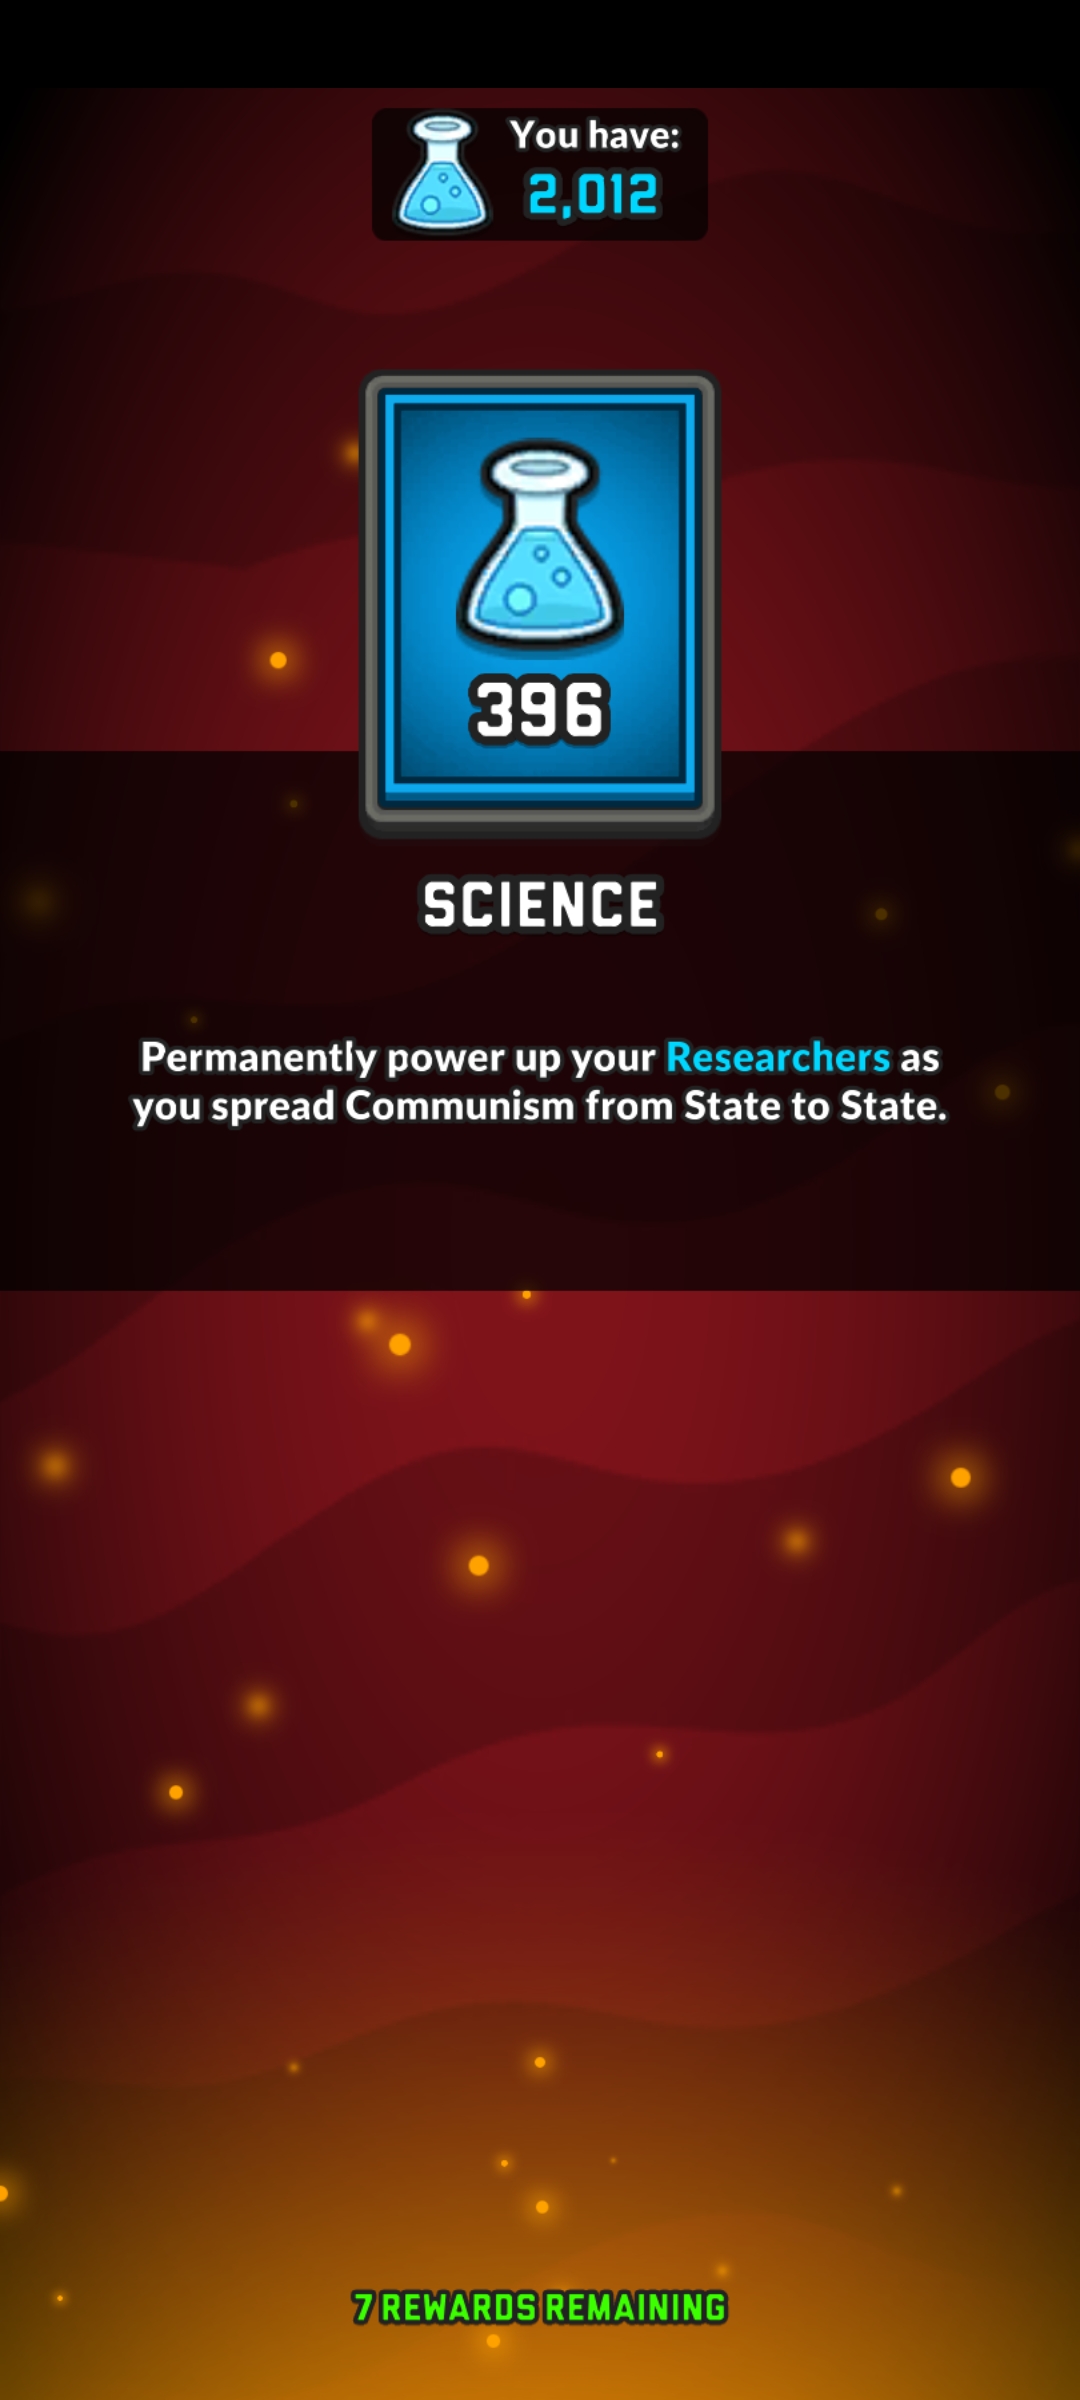 You have:
2,012
396
SCIENCE
Permanently power up your Researchers as
you spread Communism from State to State.
7 REWARDS REMAINING